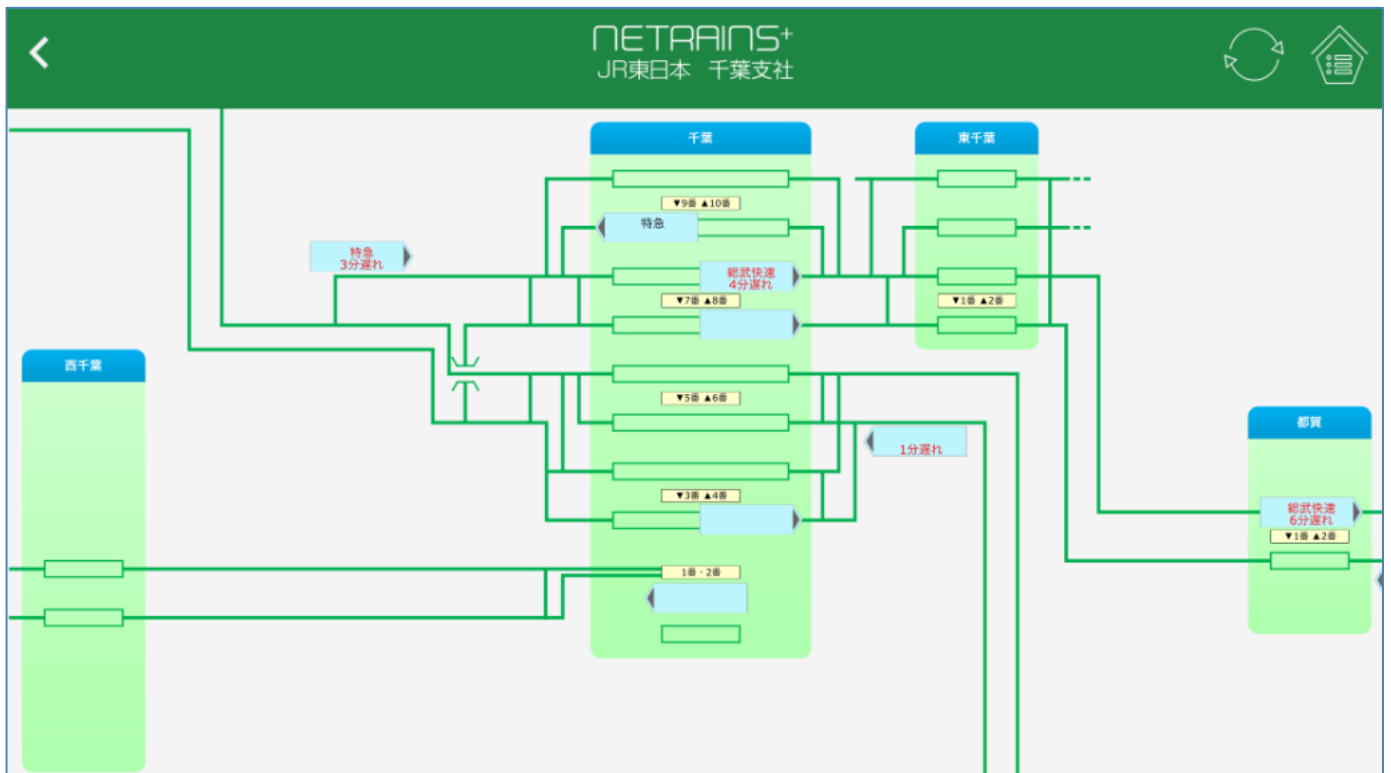 NETRAINS+
JR東日本 千葉支社
千葉
東千葉
▼9番 ▲10番
特急
特急
3分遅れ
総武快速
4分遅れ
▼7番 ▲8番
▼1番 ▲2番
西千葉
▼5番 ▲6番
都賀
1分遅れ
▼3番 ▲4番
総武快速
6分遅れ
▼1番 ▲2番
1番・2番